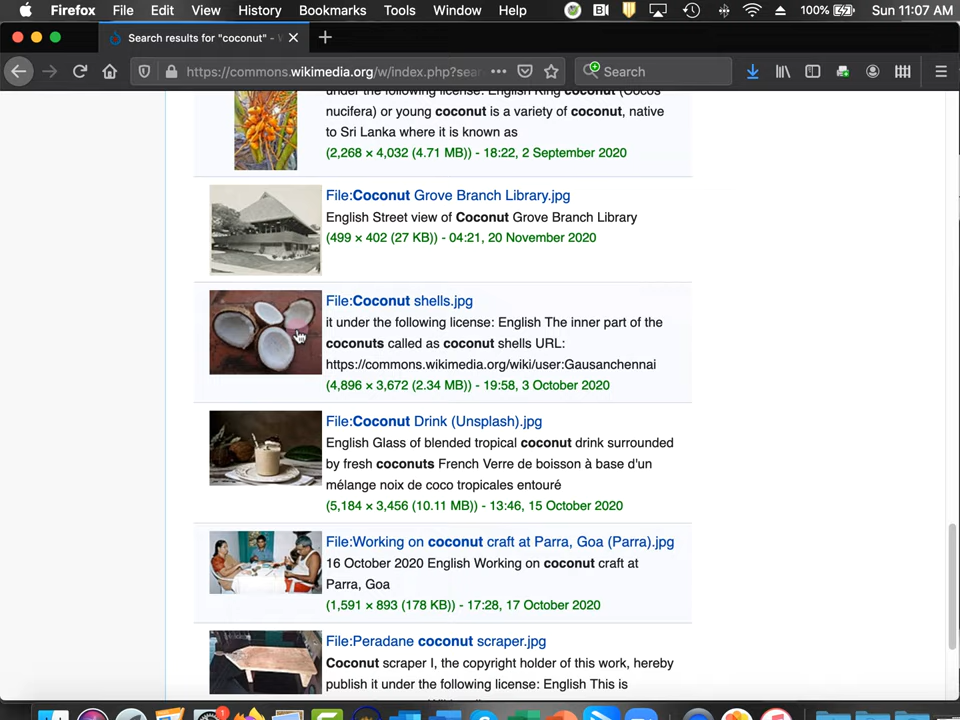 Firefox File Edit View History Bookmarks Tools Window Help 100% Sun 11:07 AM
Search results for "coconut" -
https://commons.wikimedia.org/w/index.php?sea
Search
under the following license: English King coconut (Cocos
nucifera) or young coconut is a variety of coconut, native
to Sri Lanka where it is known as
(2,268 × 4,032 (4.71 MB)) - 18:22, 2 September 2020
File:Coconut Grove Branch Library.jpg
English Street view of Coconut Grove Branch Library
(499 × 402 (27 KB)) - 04:21, 20 November 2020
File:Coconut shells.jpg
it under the following license: English The inner part of the
coconuts called as coconut shells URL:
https://commons.wikimedia.org/wiki/user:Gausanchennai
(4,896 × 3,672 (2.34 MB)) - 19:58, 3 October 2020
File:Coconut Drink (Unsplash).jpg
English Glass of blended tropical coconut drink surrounded
by fresh coconuts French Verre de boisson à base d'un
mélange noix de coco tropicales entouré
(5,184 × 3,456 (10.11 MB)) - 13:46, 15 October 2020
File:Working on coconut craft at Parra, Goa (Parra).jpg
16 October 2020 English Working on coconut craft at
Parra, Goa
(1,591 × 893 (178 KB)) - 17:28, 17 October 2020
File:Peradane coconut scraper.jpg
Coconut scraper I, the copyright holder of this work, hereby
publish it under the following license: English This is